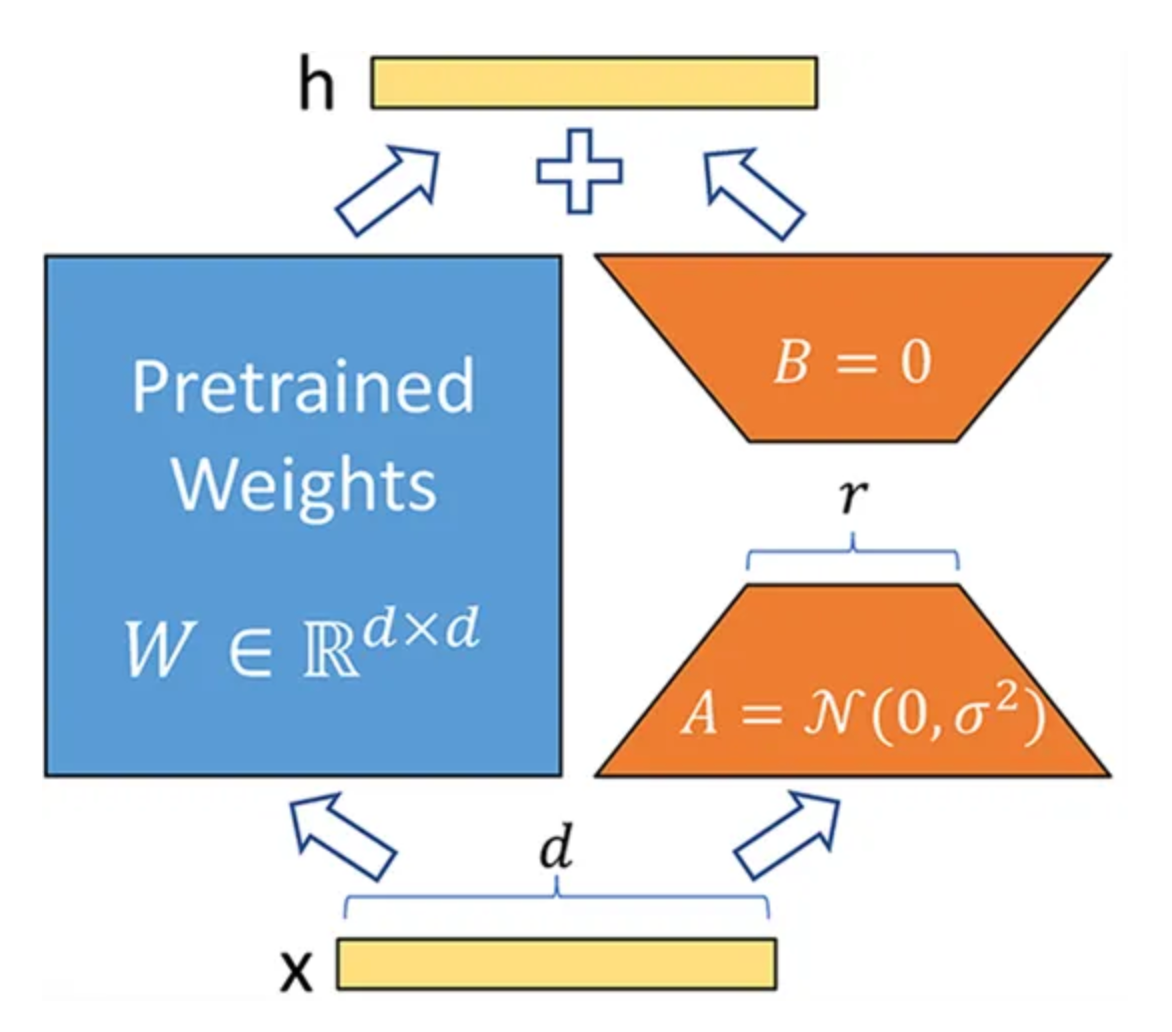 h
Pretrained
Weights
W ∈ ℝ^{d×d}
B = 0
r
A = 𝒩(0, σ²)
d
x